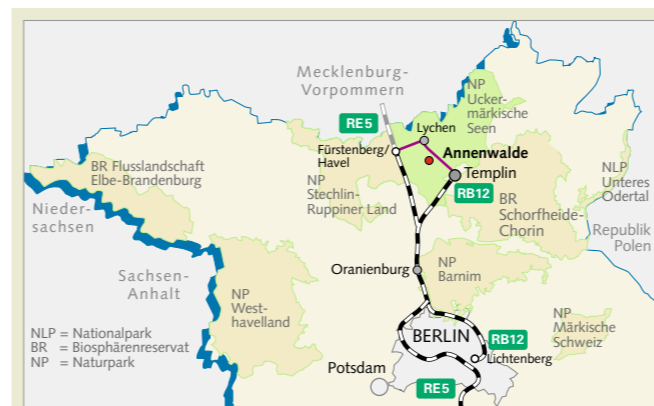 Mecklenburg-
Vorpommern
NP
Ucker-
märkische
Seen
RE5
Lychen
Fürstenberg/
Havel
Annenwalde
Templin
BR Flusslandschaft
Elbe-Brandenburg
NP
Stechlin-
Ruppiner Land
RB12
BR
Schorfheide-
Chorin
NLP
Unteres
Odertal
Nieder-
sachsen
Republik
Polen
Sachsen-
Anhalt
Oranienburg
NP
Barnim
NP
West-
havelland
NP
Märkische
Schweiz
NLP = Nationalpark
BR = Biosphärenreservat
NP = Naturpark
BERLIN
RB12
Lichtenberg
Potsdam
RE5